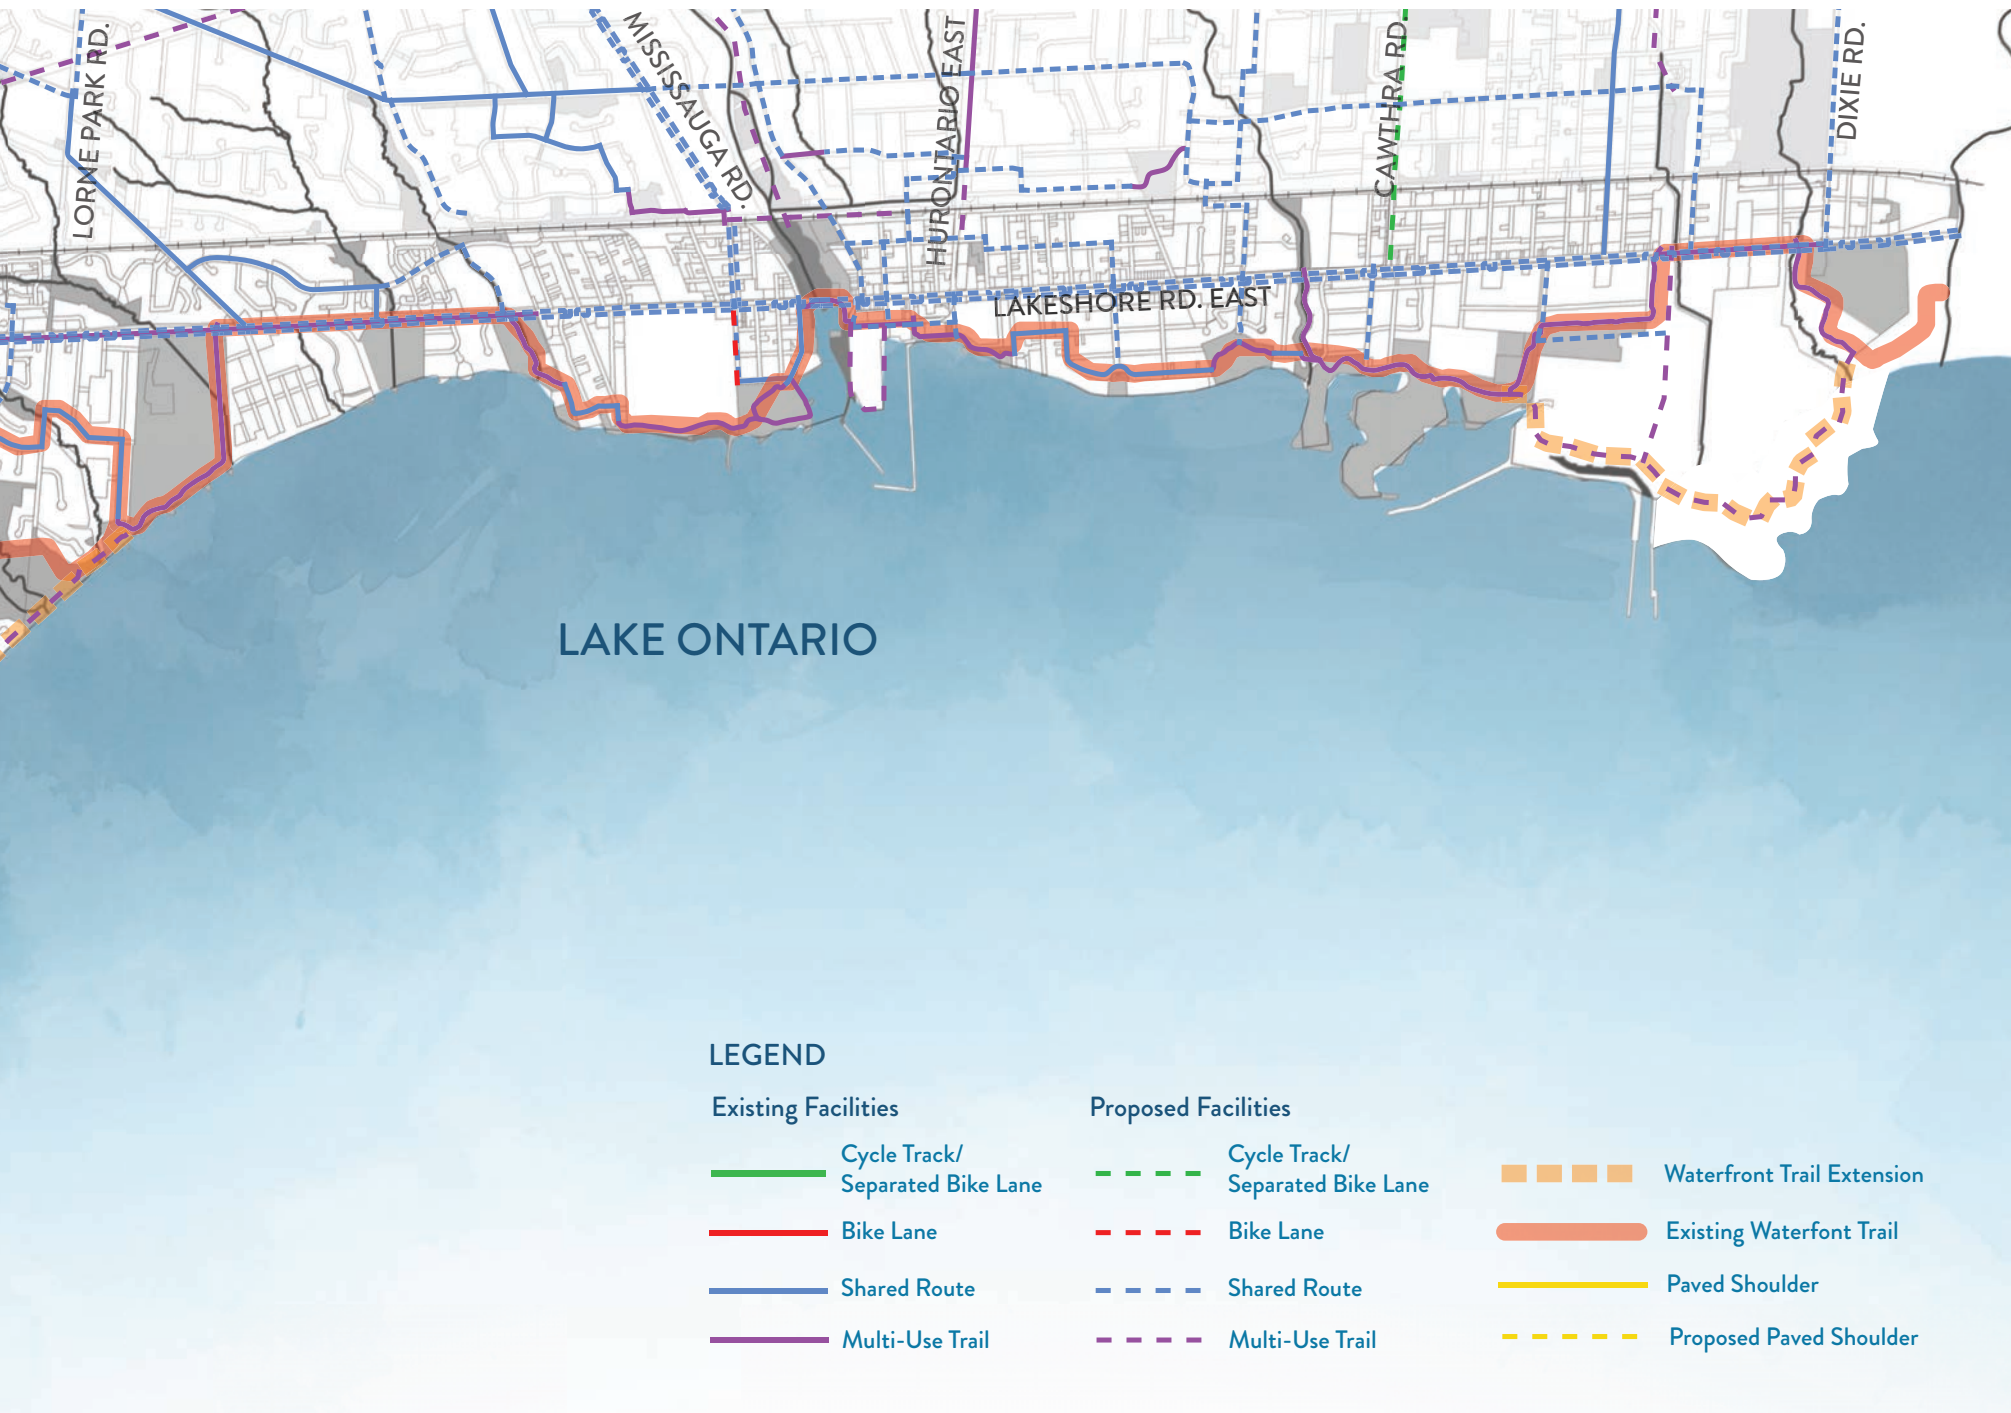 LORNE PARK RD.
MISSISSAUGA RD.
HURONTARIO EAST
CAWTHRA RD.
DIXIE RD.
LAKESHORE RD. EAST
LAKE ONTARIO
LEGEND
Existing Facilities
Cycle Track/
Separated Bike Lane
Bike Lane
Shared Route
Multi-Use Trail
Proposed Facilities
Cycle Track/
Separated Bike Lane
Bike Lane
Shared Route
Multi-Use Trail
Waterfront Trail Extension
Existing Waterfont Trail
Paved Shoulder
Proposed Paved Shoulder